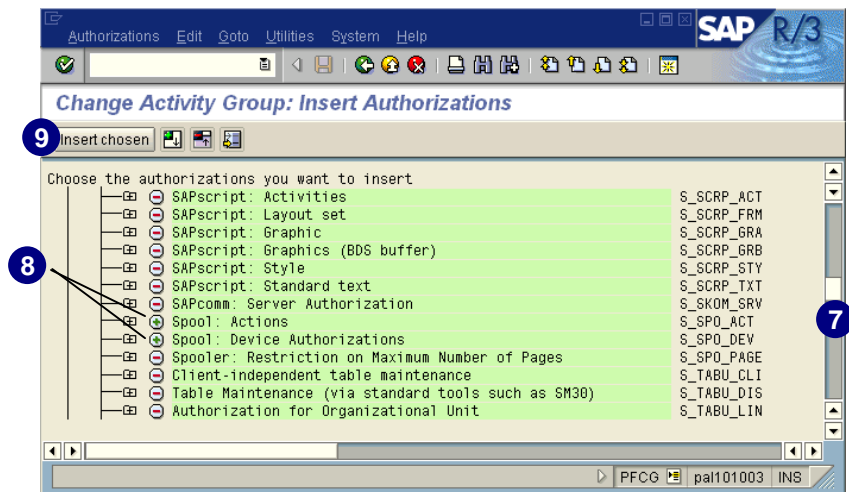 SAP R/3
Authorizations Edit Goto Utilities System Help
Change Activity Group: Insert Authorizations
9 Insert chosen
Choose the authorizations you want to insert
SAPscript: Activities S_SCRP_ACT
SAPscript: Layout set S_SCRP_FRM
SAPscript: Graphic S_SCRP_GRA
SAPscript: Graphics (BDS buffer) S_SCRP_GRB
8 SAPscript: Style S_SCRP_STY
SAPscript: Standard text S_SCRP_TXT
SAPcomm: Server Authorization S_SKOM_SRV
Spool: Actions S_SPO_ACT 7
Spool: Device Authorizations S_SPO_DEV
Spooler: Restriction on Maximum Number of Pages S_SPO_PAGE
Client-independent table maintenance S_TABU_CLI
Table Maintenance (via standard tools such as SM30) S_TABU_DIS
Authorization for Organizational Unit S_TABU_LIN
PFCG pal101003 INS